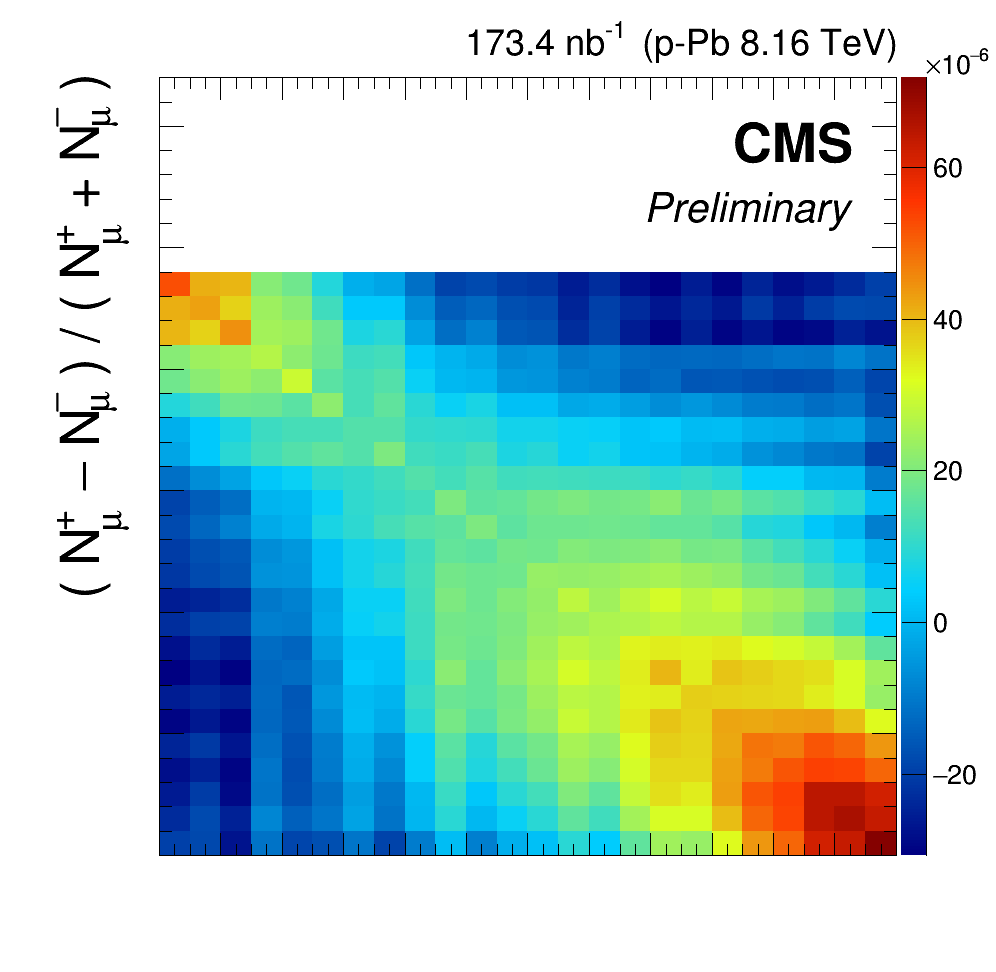 173.4 nb⁻¹ (p-Pb 8.16 TeV)
×10⁻⁶
CMS
Preliminary
( N⁺μ − N⁻μ ) / ( N⁺μ + N⁻μ )
60
40
20
0
−20